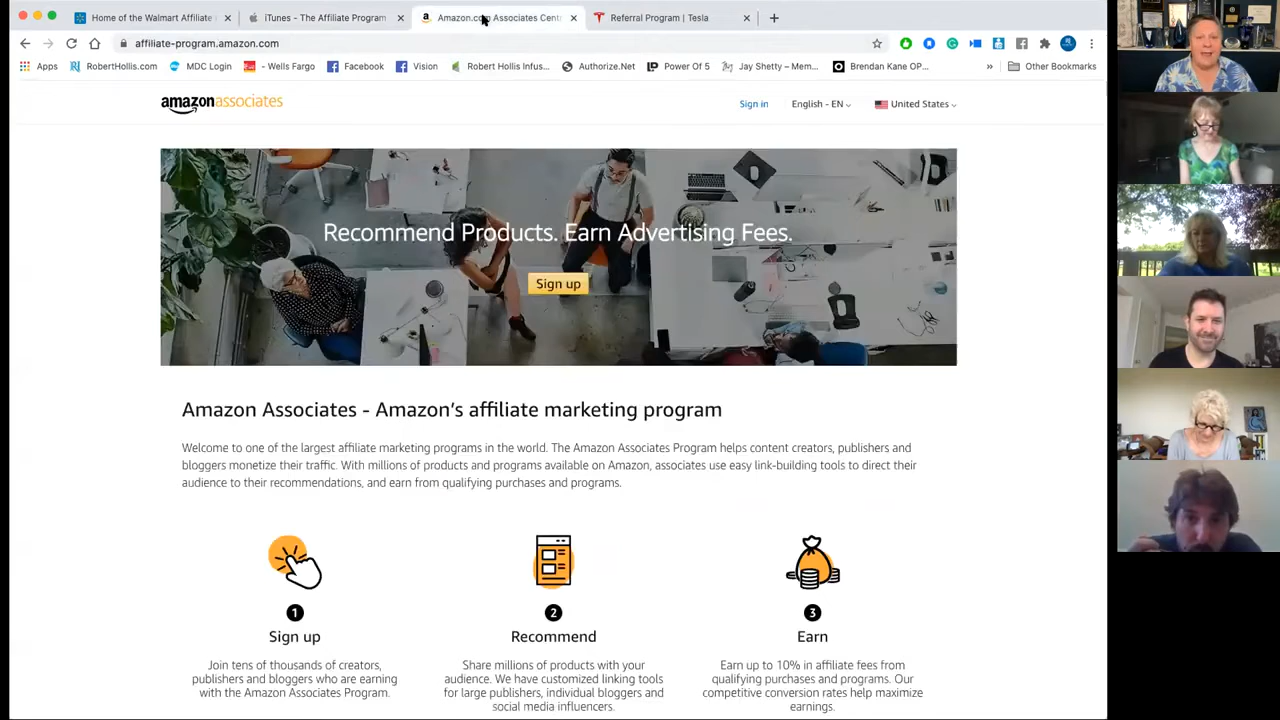 Home of the Walmart Affiliate
iTunes - The Affiliate Program
Amazon.com Associates Cent
Referral Program | Tesla
affiliate-program.amazon.com
Apps
RobertHollis.com
MDC Login
- Wells Fargo
Facebook
Vision
Robert Hollis Infus...
Authorize.Net
Power Of 5
Jay Shetty – Mem...
Brendan Kane OP...
»
Other Bookmarks
amazonassociates
Sign in
English - EN
United States
Recommend Products. Earn Advertising Fees.
Sign up
Amazon Associates - Amazon's affiliate marketing program
Welcome to one of the largest affiliate marketing programs in the world. The Amazon Associates Program helps content creators, publishers and
bloggers monetize their traffic. With millions of products and programs available on Amazon, associates use easy link-building tools to direct their
audience to their recommendations, and earn from qualifying purchases and programs.
1
Sign up
Join tens of thousands of creators,
publishers and bloggers who are earning
with the Amazon Associates Program.
2
Recommend
Share millions of products with your
audience. We have customized linking tools
for large publishers, individual bloggers and
social media influencers.
3
Earn
Earn up to 10% in affiliate fees from
qualifying purchases and programs. Our
competitive conversion rates help maximize
earnings.